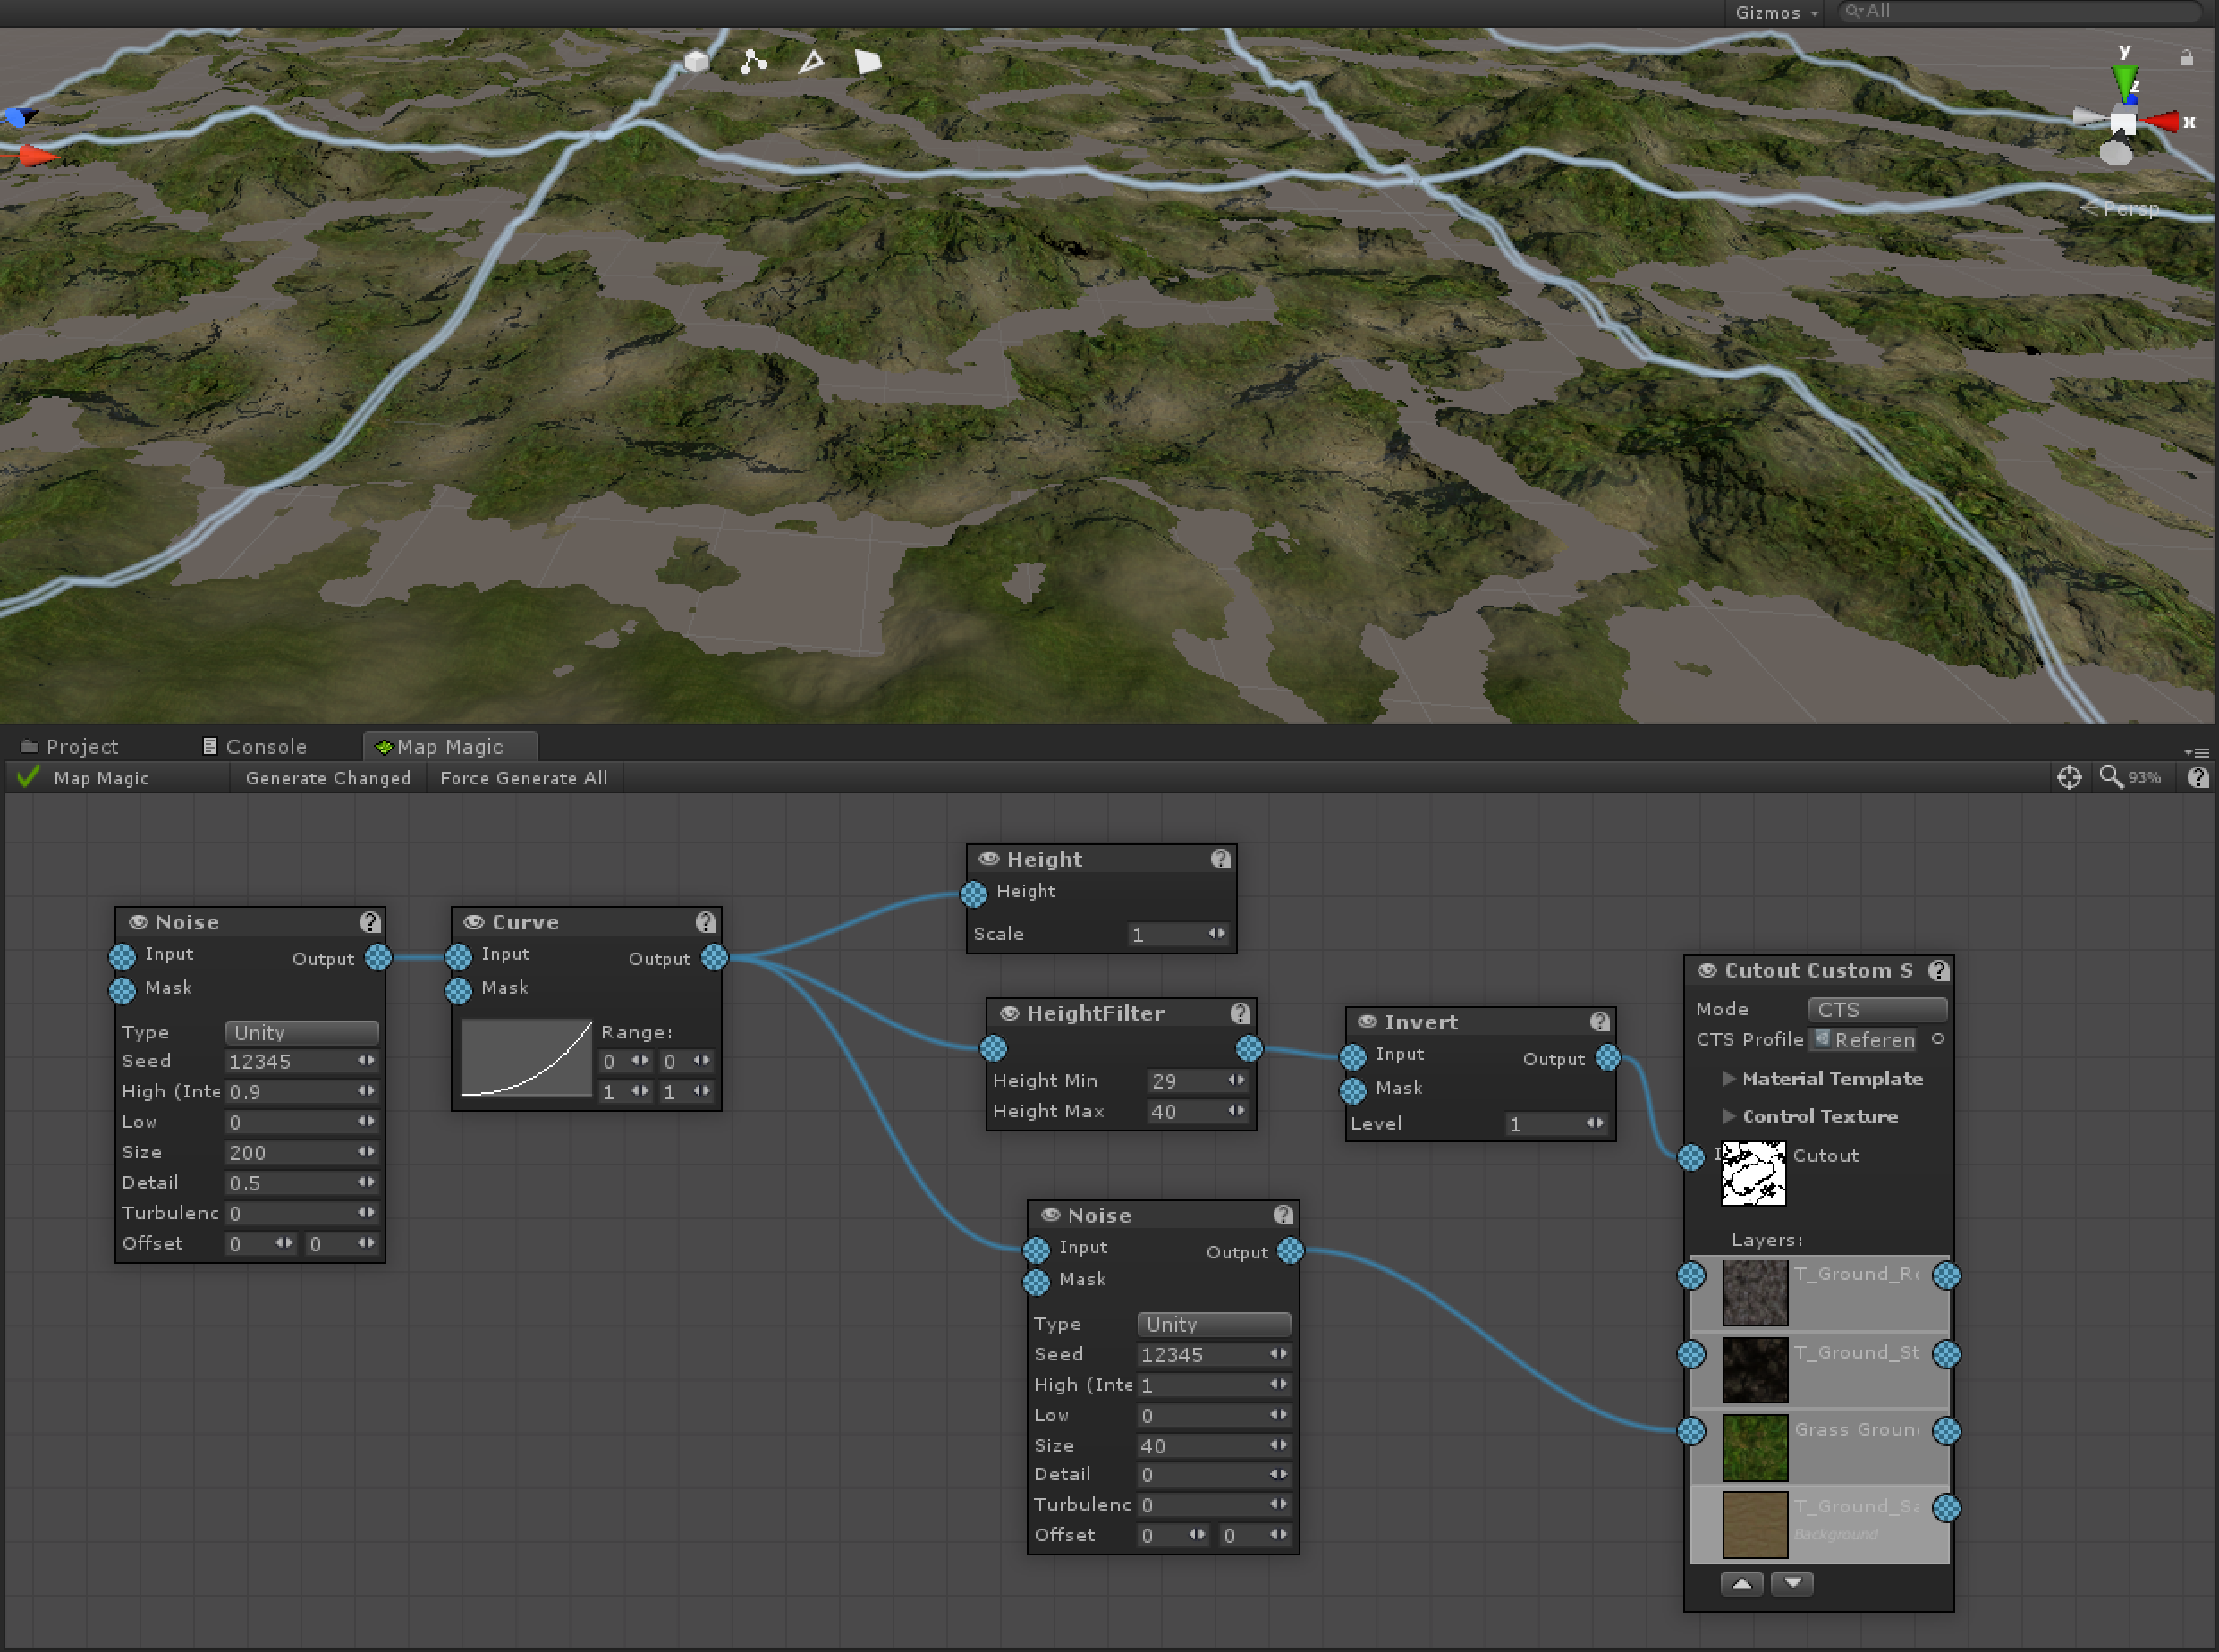 Gizmos
All
y
z
x
Persp
Project
Console
Map Magic
Map Magic
Generate Changed
Force Generate All
93%
Noise
Input
Output
Mask
Type Unity
Seed 12345
High (Inte 0.9
Low 0
Size 200
Detail 0.5
Turbulenc 0
Offset 0 0
Curve
Input
Output
Mask
Range:
0 0
1 1
Height
Height
Scale 1
HeightFilter
Height Min 29
Height Max 40
Invert
Input
Output
Mask
Level 1
Noise
Input
Output
Mask
Type Unity
Seed 12345
High (Inte 1
Low 0
Size 40
Detail 0
Turbulenc 0
Offset 0 0
Cutout Custom S
Mode CTS
CTS Profile Referen
Material Template
Control Texture
Cutout
Layers:
T_Ground_Ro
T_Ground_St
Grass Groun
T_Ground_Sa
Background